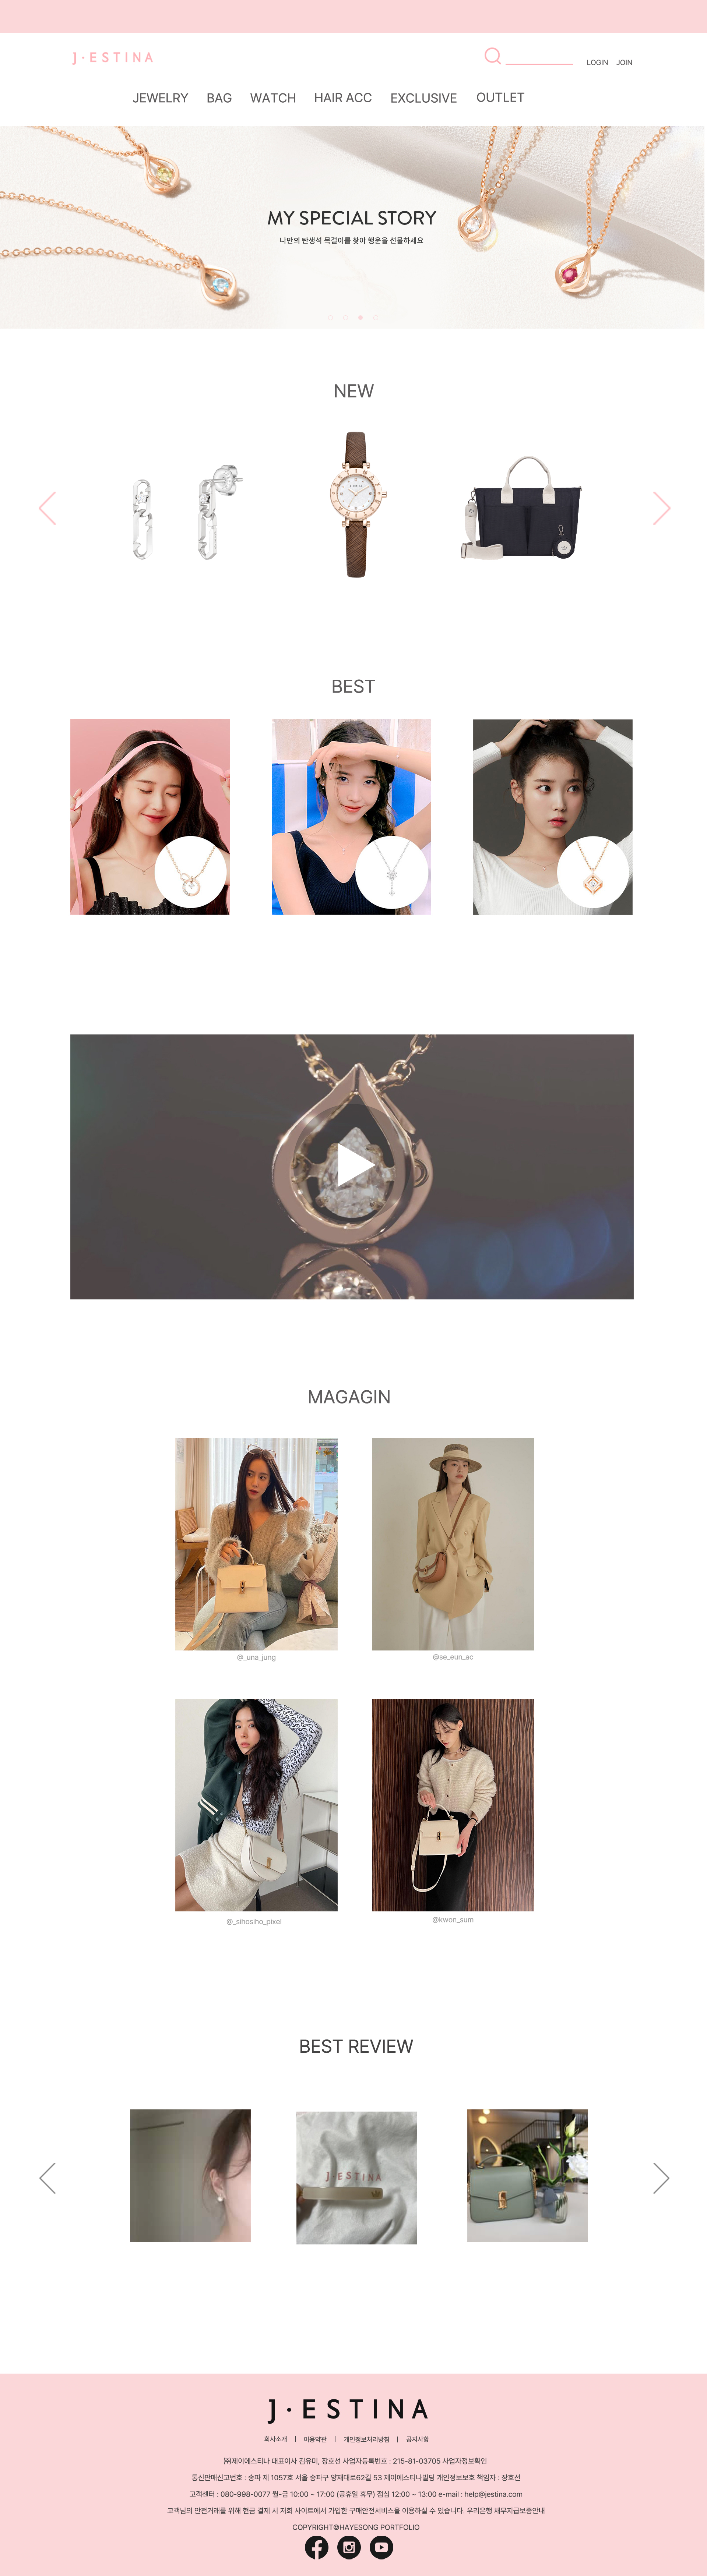 J·ESTINA
LOGIN JOIN
JEWELRY BAG WATCH HAIR ACC EXCLUSIVE OUTLET
MY SPECIAL STORY
나만의 탄생석 목걸이를 찾아 행운을 선물하세요
NEW
BEST
MAGAGIN
@_una_jung
@se_eun_ac
@_sihosiho_pixel
@kwon_sum
BEST REVIEW
J·ESTINA
J·ESTINA
회사소개 | 이용약관 | 개인정보처리방침 | 공지사항
㈜제이에스티나 대표이사 김유미, 장호선 사업자등록번호 : 215-81-03705 사업자정보확인
통신판매신고번호 : 송파 제 1057호 서울 송파구 양재대로62길 53 제이에스티나빌딩 개인정보보호 책임자 : 장호선
고객센터 : 080-998-0077 월-금 10:00 ~ 17:00 (공휴일 휴무) 점심 12:00 ~ 13:00 e-mail : help@jestina.com
고객님의 안전거래를 위해 현금 결제 시 저희 사이트에서 가입한 구매안전서비스를 이용하실 수 있습니다. 우리은행 채무지급보증안내
COPYRIGHT©HAYESONG PORTFOLIO